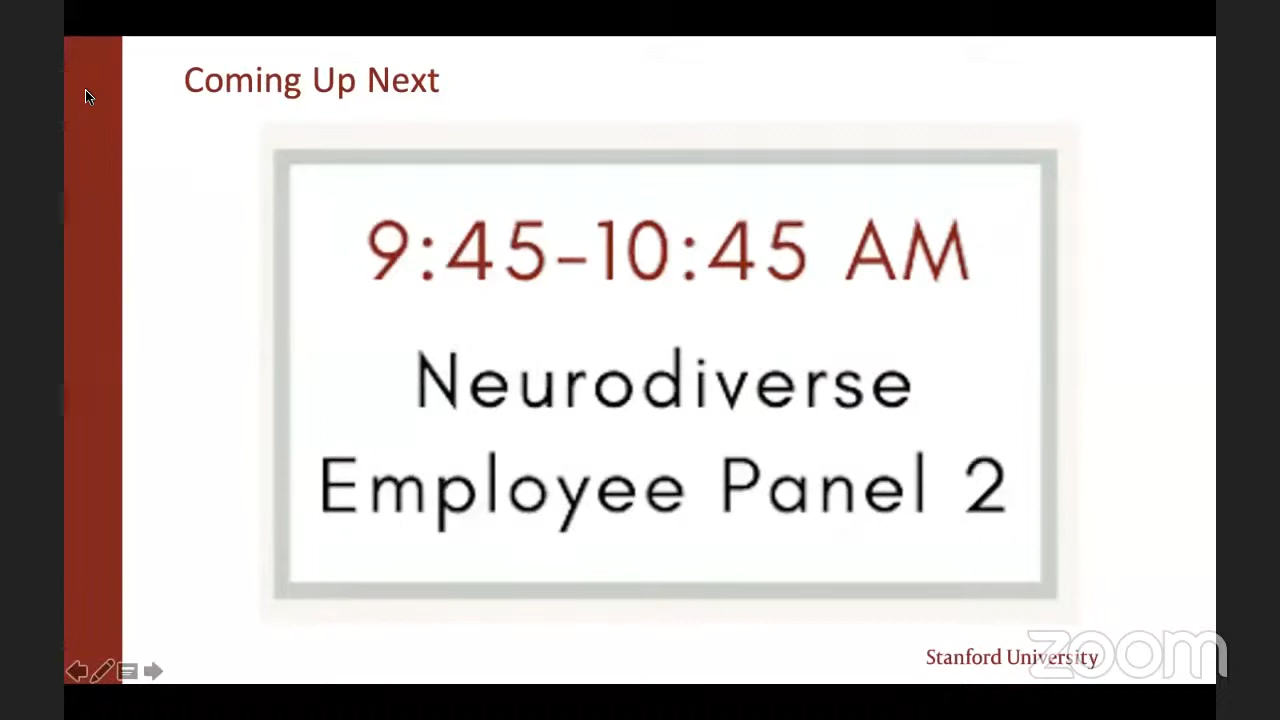 Coming Up Next
9:45–10:45 AM
Neurodiverse
Employee Panel 2
Stanford University
zoom